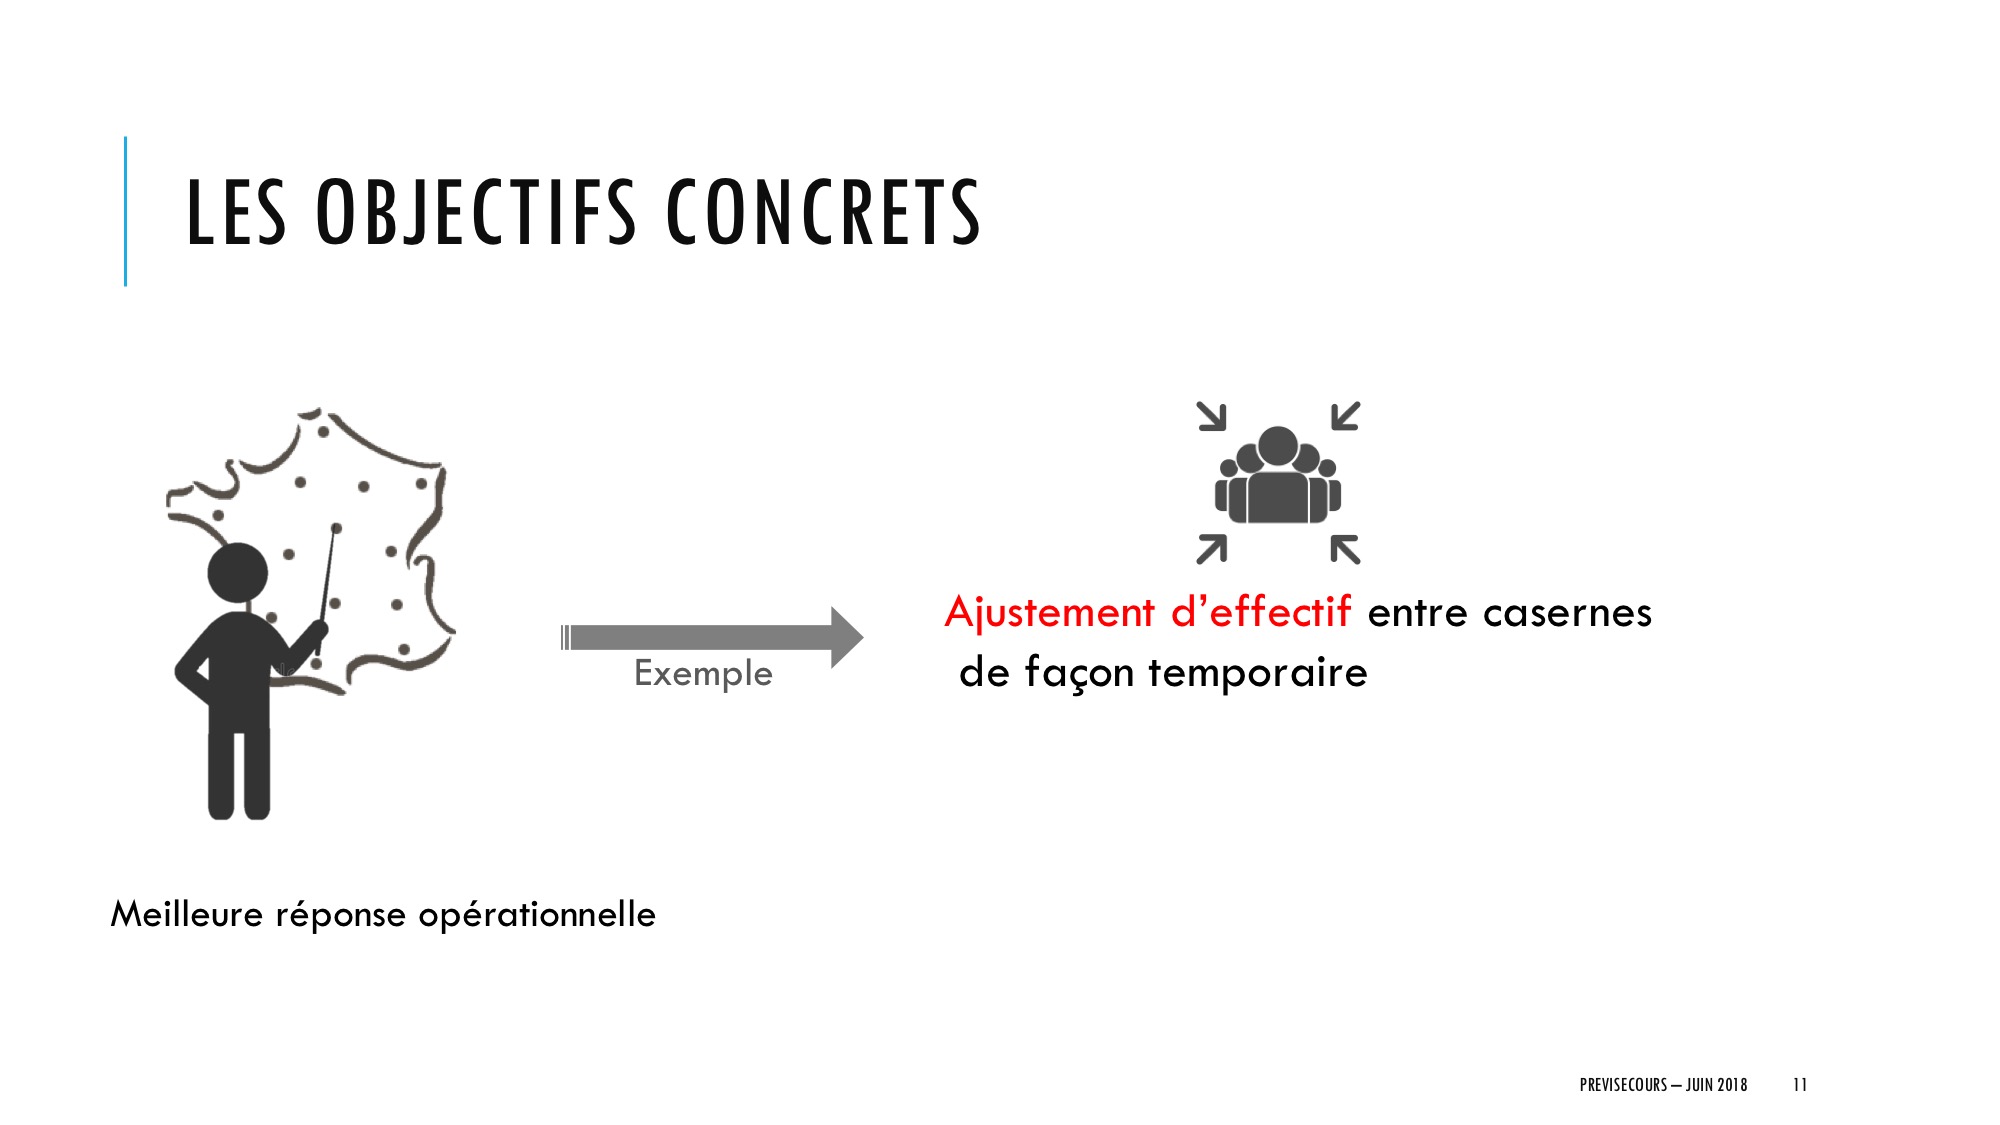 LES OBJECTIFS CONCRETS
Ajustement d’effectif entre casernes
de façon temporaire
Exemple
Meilleure réponse opérationnelle
PREVISECOURS – JUIN 2018
11